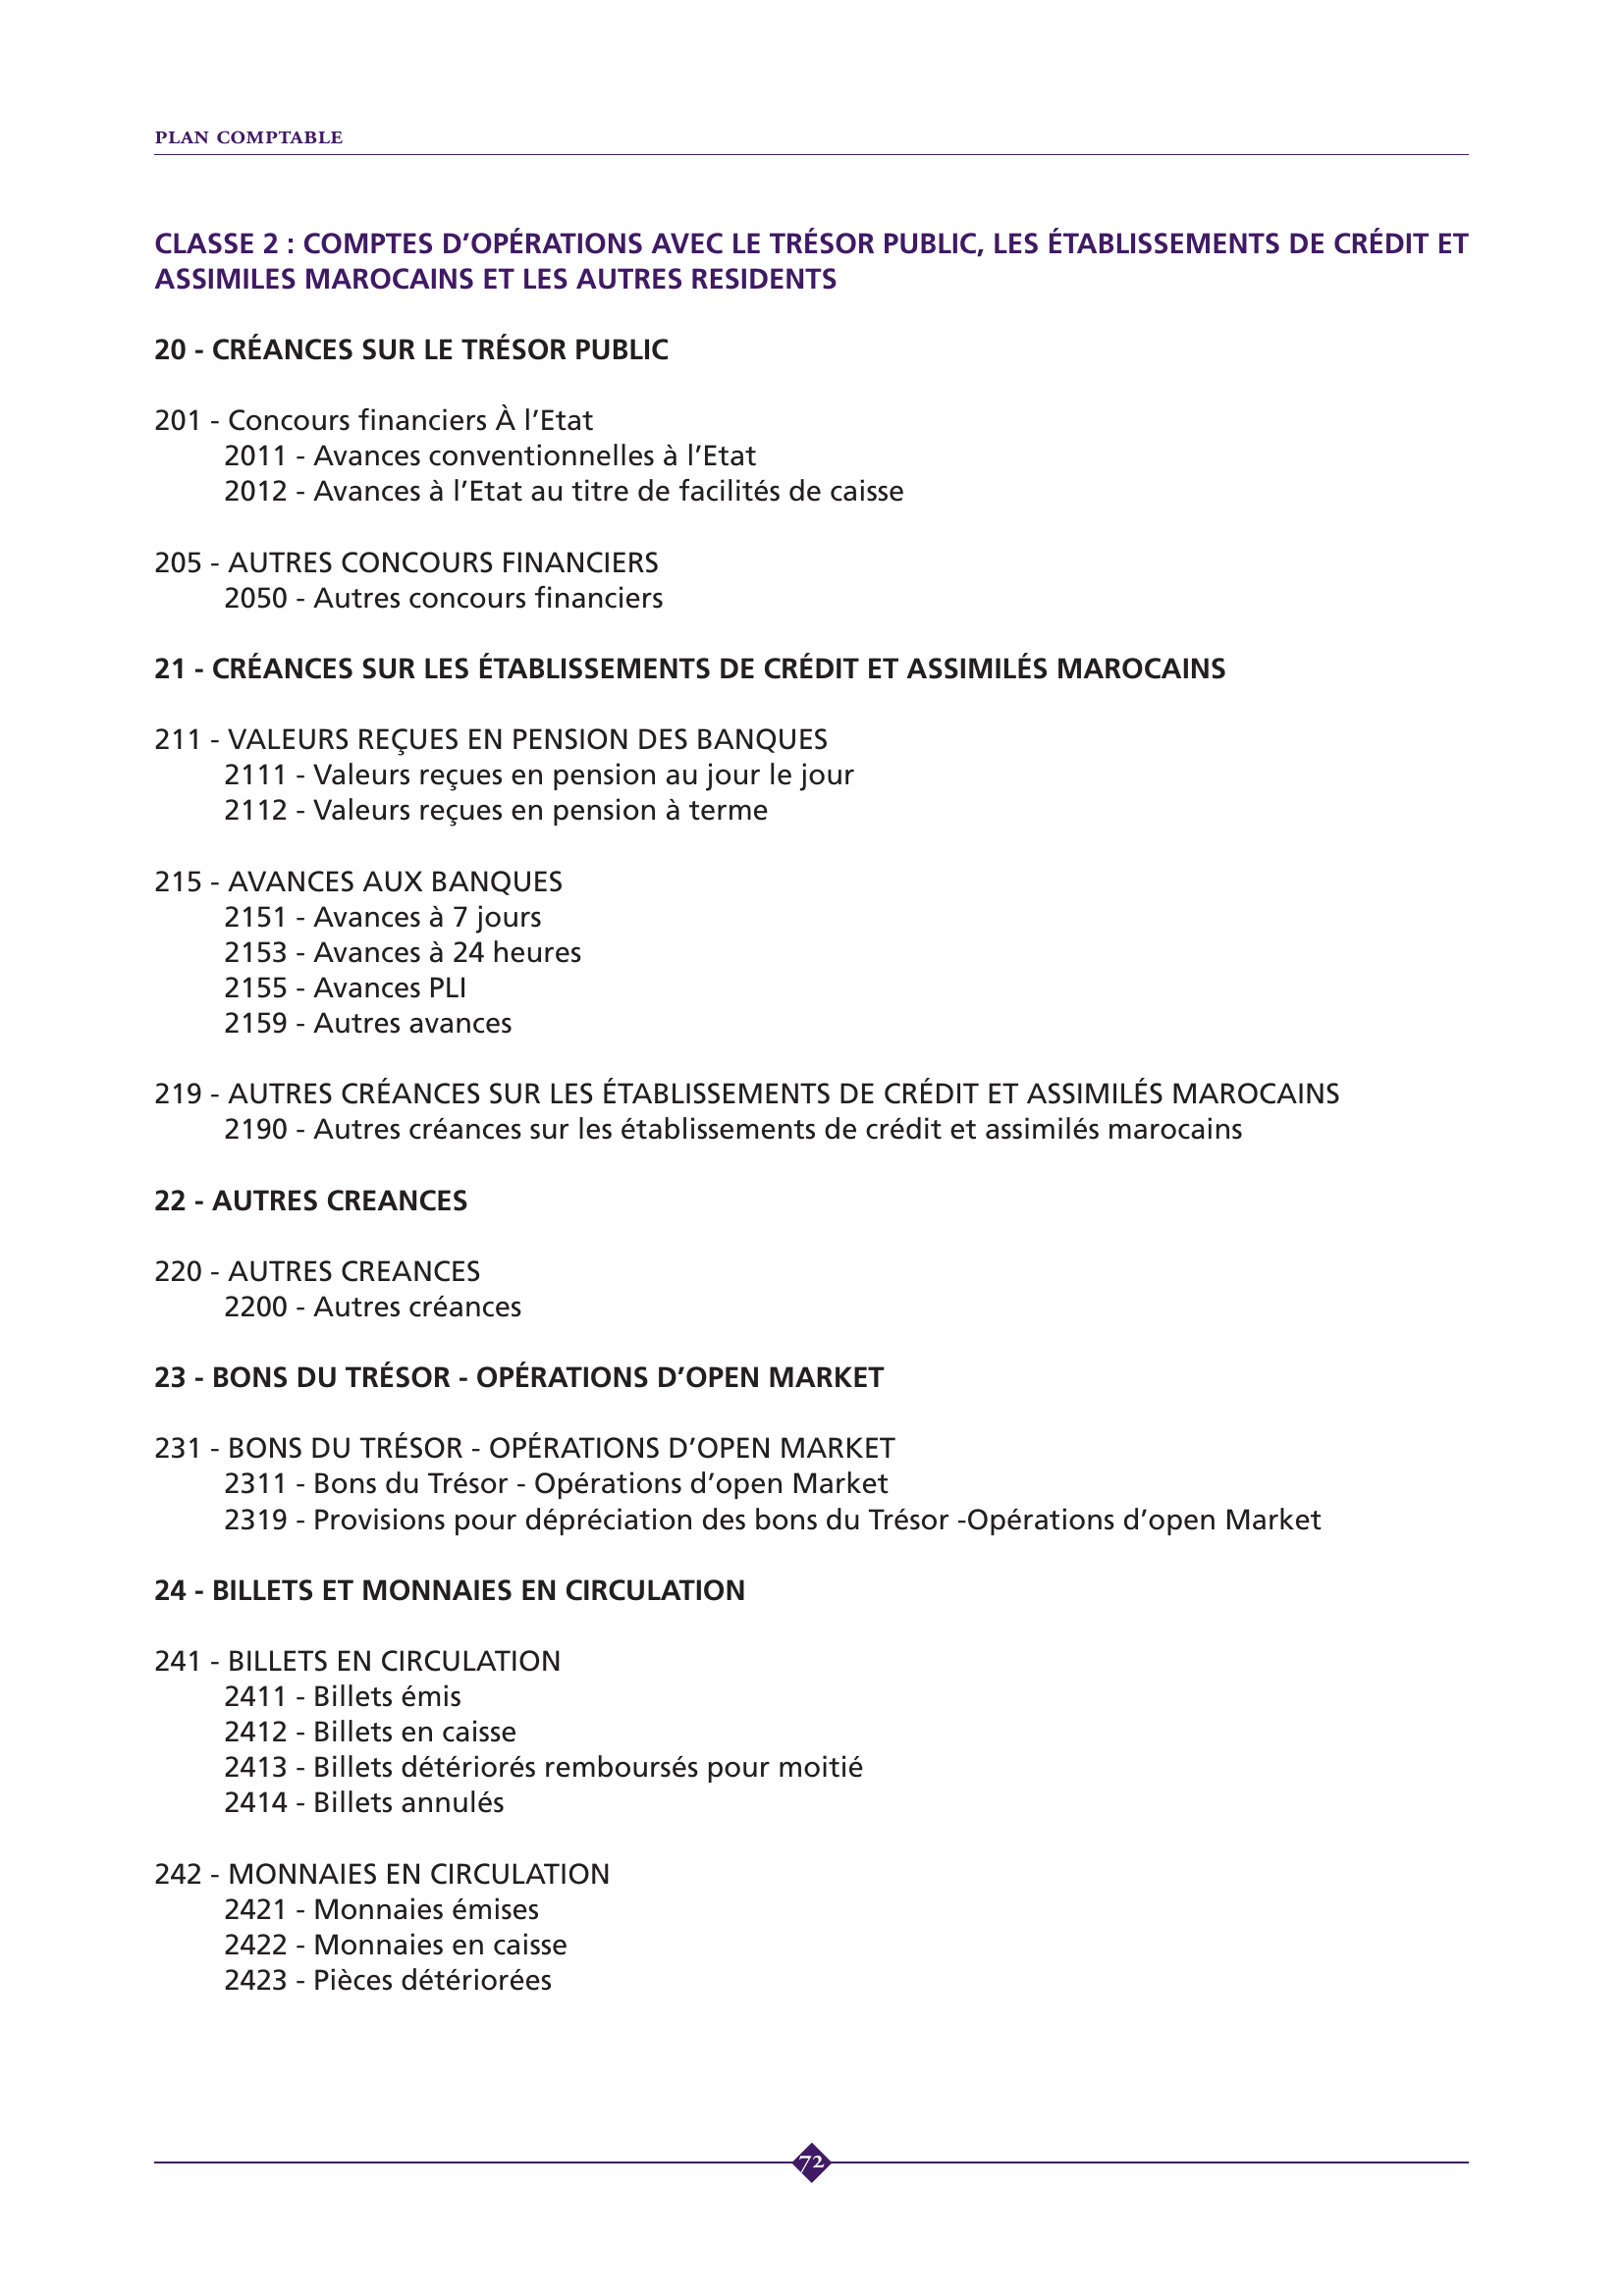 PLAN COMPTABLE
CLASSE 2 : COMPTES D’OPÉRATIONS AVEC LE TRÉSOR PUBLIC, LES ÉTABLISSEMENTS DE CRÉDIT ET
ASSIMILES MAROCAINS ET LES AUTRES RESIDENTS
20 - CRÉANCES SUR LE TRÉSOR PUBLIC
201 - Concours financiers À l’Etat
2011 - Avances conventionnelles à l’Etat
2012 - Avances à l’Etat au titre de facilités de caisse
205 - AUTRES CONCOURS FINANCIERS
2050 - Autres concours financiers
21 - CRÉANCES SUR LES ÉTABLISSEMENTS DE CRÉDIT ET ASSIMILÉS MAROCAINS
211 - VALEURS REÇUES EN PENSION DES BANQUES
2111 - Valeurs reçues en pension au jour le jour
2112 - Valeurs reçues en pension à terme
215 - AVANCES AUX BANQUES
2151 - Avances à 7 jours
2153 - Avances à 24 heures
2155 - Avances PLI
2159 - Autres avances
219 - AUTRES CRÉANCES SUR LES ÉTABLISSEMENTS DE CRÉDIT ET ASSIMILÉS MAROCAINS
2190 - Autres créances sur les établissements de crédit et assimilés marocains
22 - AUTRES CREANCES
220 - AUTRES CREANCES
2200 - Autres créances
23 - BONS DU TRÉSOR - OPÉRATIONS D’OPEN MARKET
231 - BONS DU TRÉSOR - OPÉRATIONS D’OPEN MARKET
2311 - Bons du Trésor - Opérations d’open Market
2319 - Provisions pour dépréciation des bons du Trésor -Opérations d’open Market
24 - BILLETS ET MONNAIES EN CIRCULATION
241 - BILLETS EN CIRCULATION
2411 - Billets émis
2412 - Billets en caisse
2413 - Billets détériorés remboursés pour moitié
2414 - Billets annulés
242 - MONNAIES EN CIRCULATION
2421 - Monnaies émises
2422 - Monnaies en caisse
2423 - Pièces détériorées
72